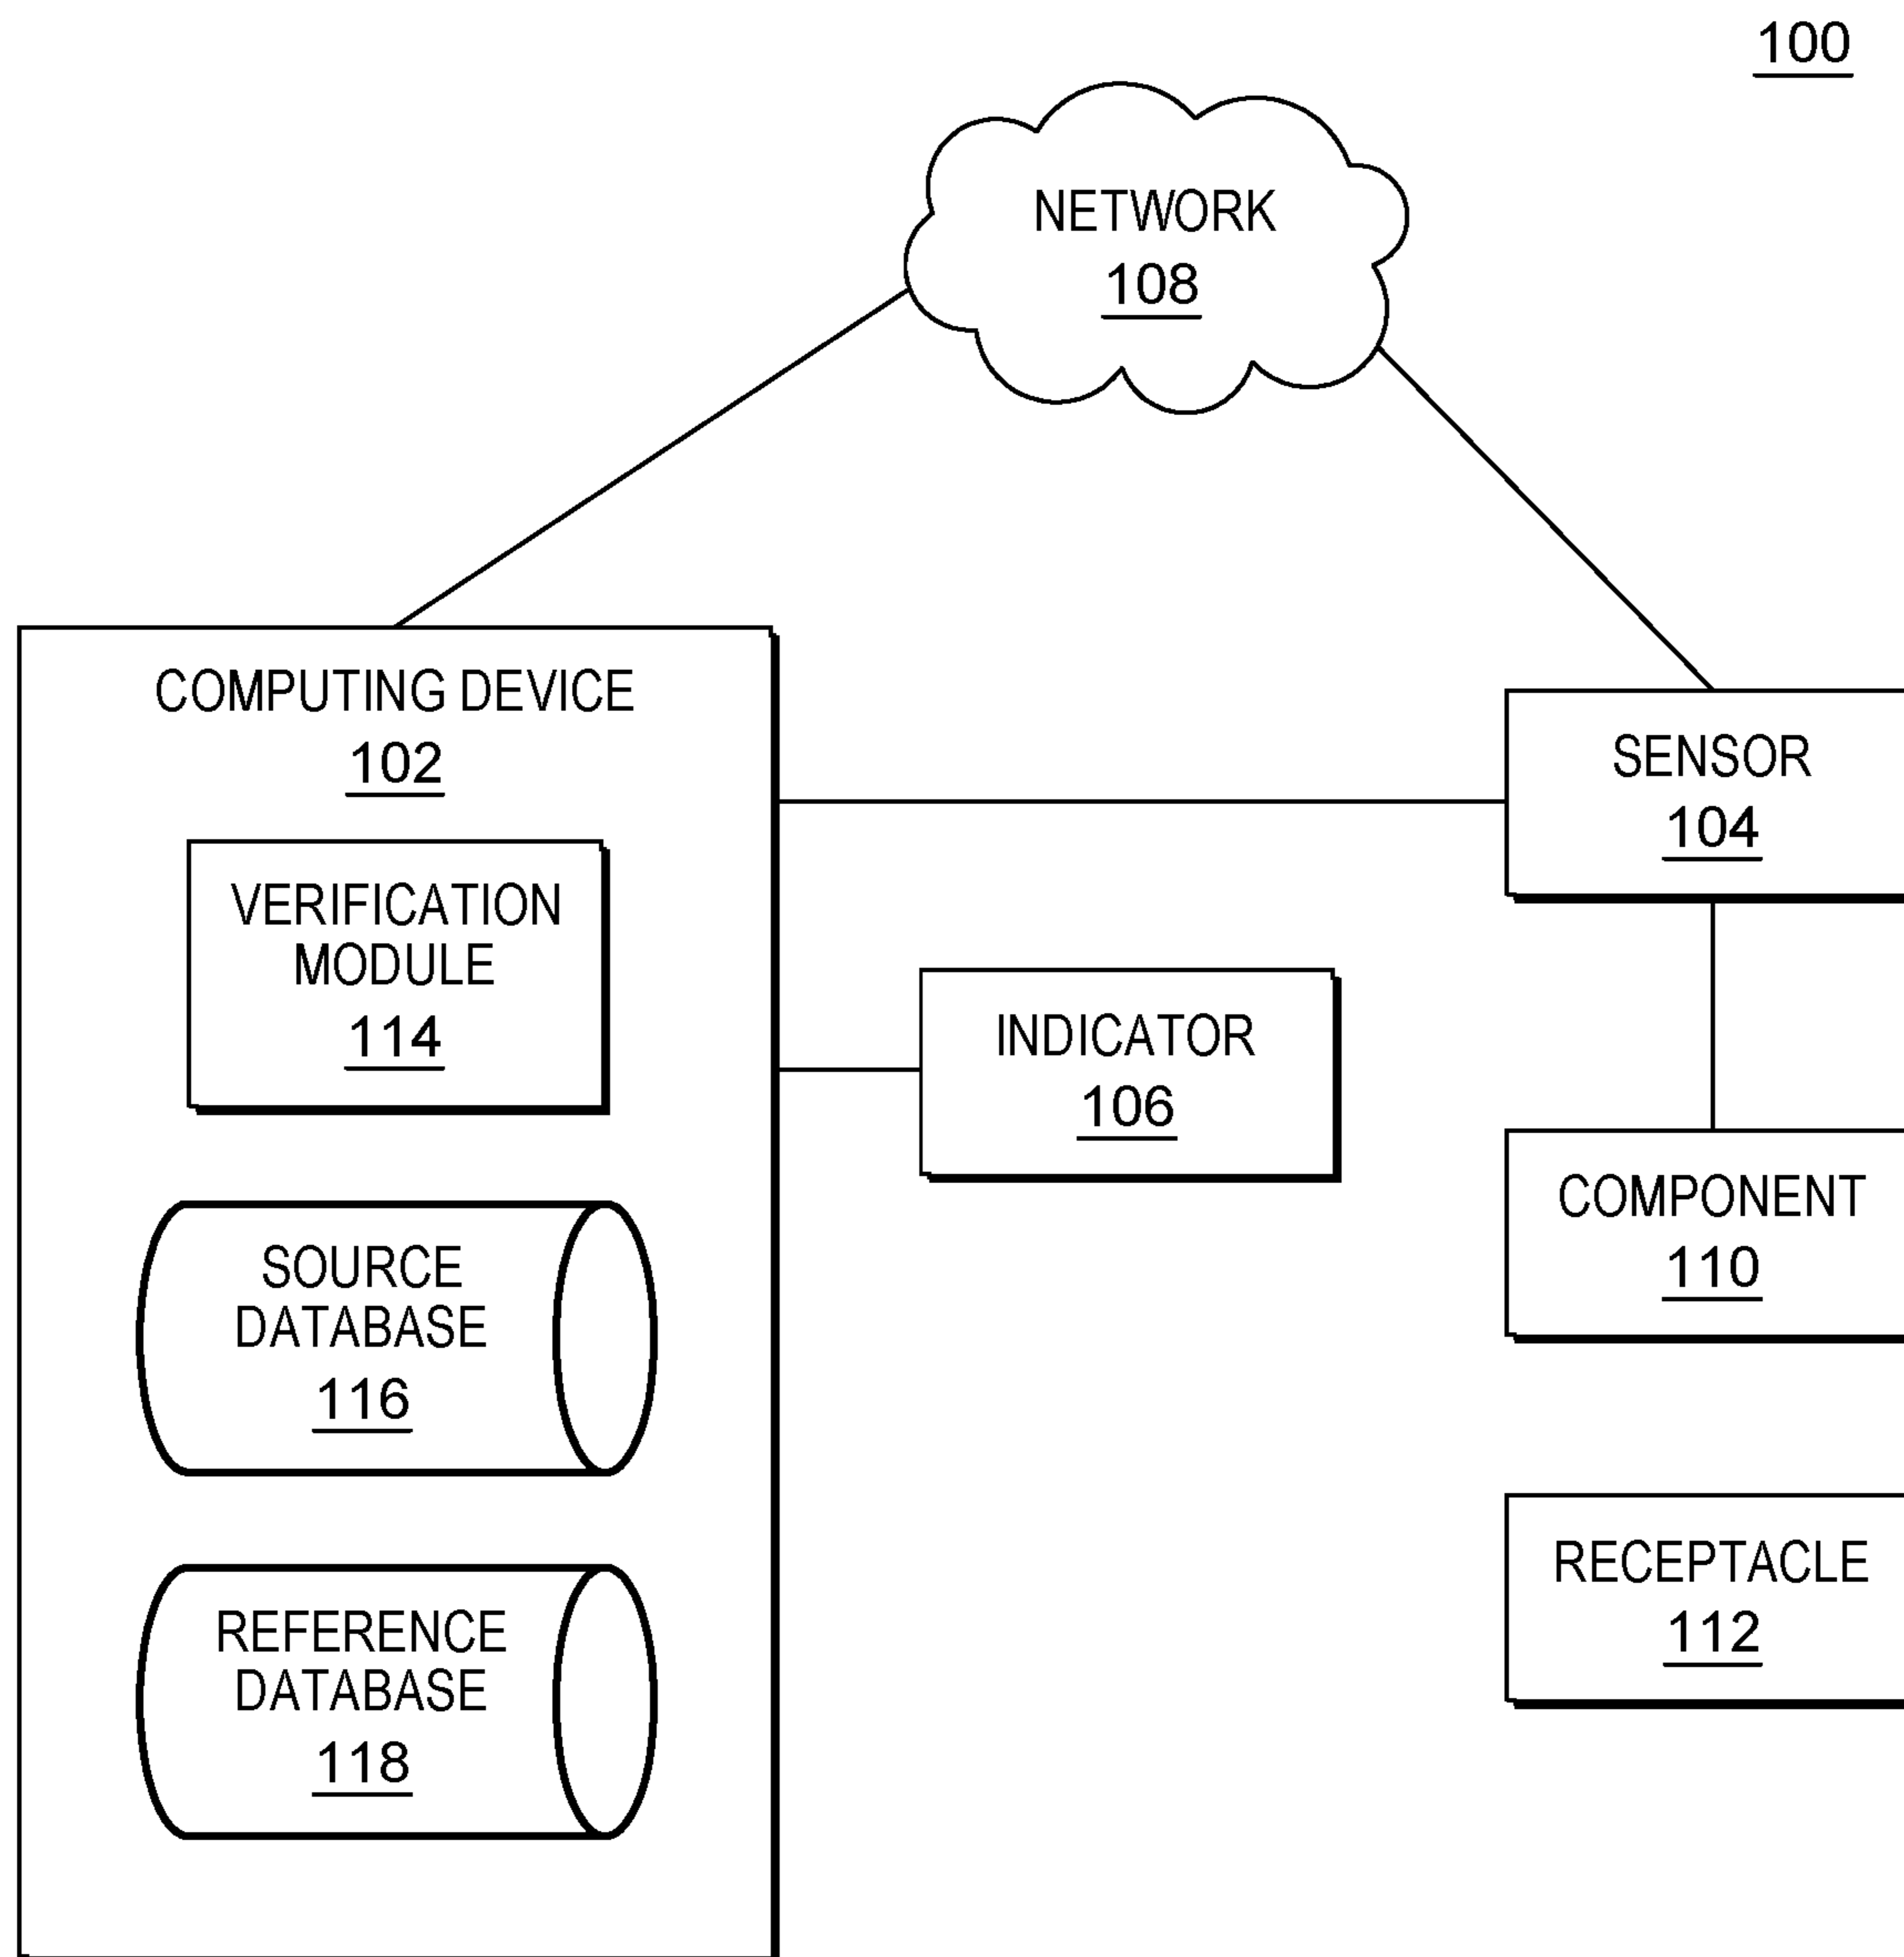 100
NETWORK
108
COMPUTING DEVICE
102
SENSOR
104
VERIFICATION
MODULE
114
INDICATOR
106
COMPONENT
110
SOURCE
DATABASE
116
RECEPTACLE
112
REFERENCE
DATABASE
118